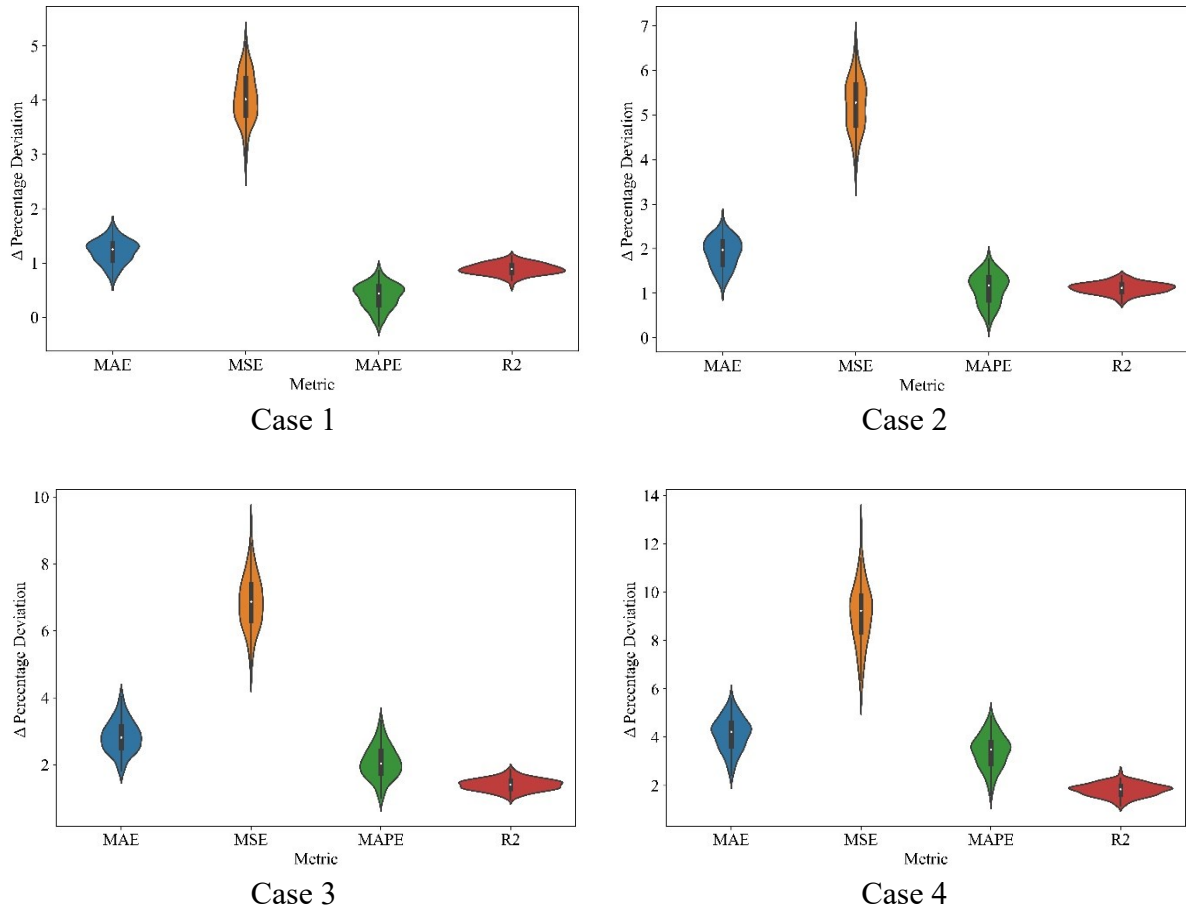 Δ Percentage Deviation
5
4
3
2
1
0
MAE MSE MAPE R2
Metric
Case 1
Δ Percentage Deviation
7
6
5
4
3
2
1
0
MAE MSE MAPE R2
Metric
Case 2
Δ Percentage Deviation
10
8
6
4
2
MAE MSE MAPE R2
Metric
Case 3
Δ Percentage Deviation
14
12
10
8
6
4
2
MAE MSE MAPE R2
Metric
Case 4